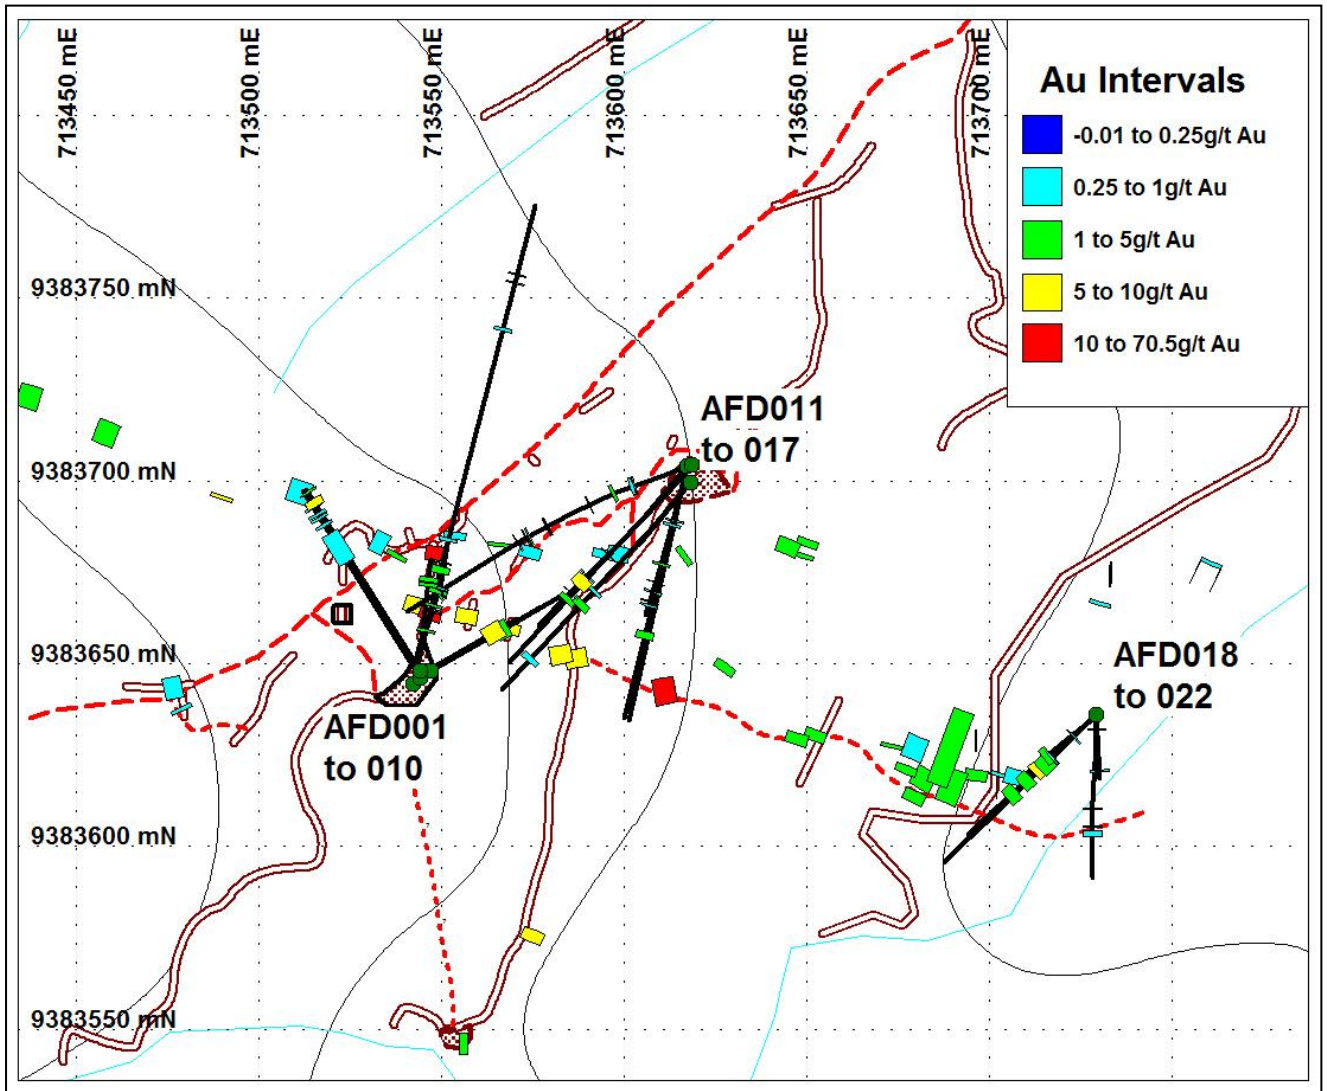 713450 mE
713500 mE
713550 mE
713600 mE
713650 mE
713700 mE
Au Intervals
-0.01 to 0.25g/t Au
0.25 to 1g/t Au
1 to 5g/t Au
5 to 10g/t Au
10 to 70.5g/t Au
9383750 mN
AFD011
to 017
9383700 mN
9383650 mN
AFD018
to 022
AFD001
to 010
9383600 mN
9383550 mN